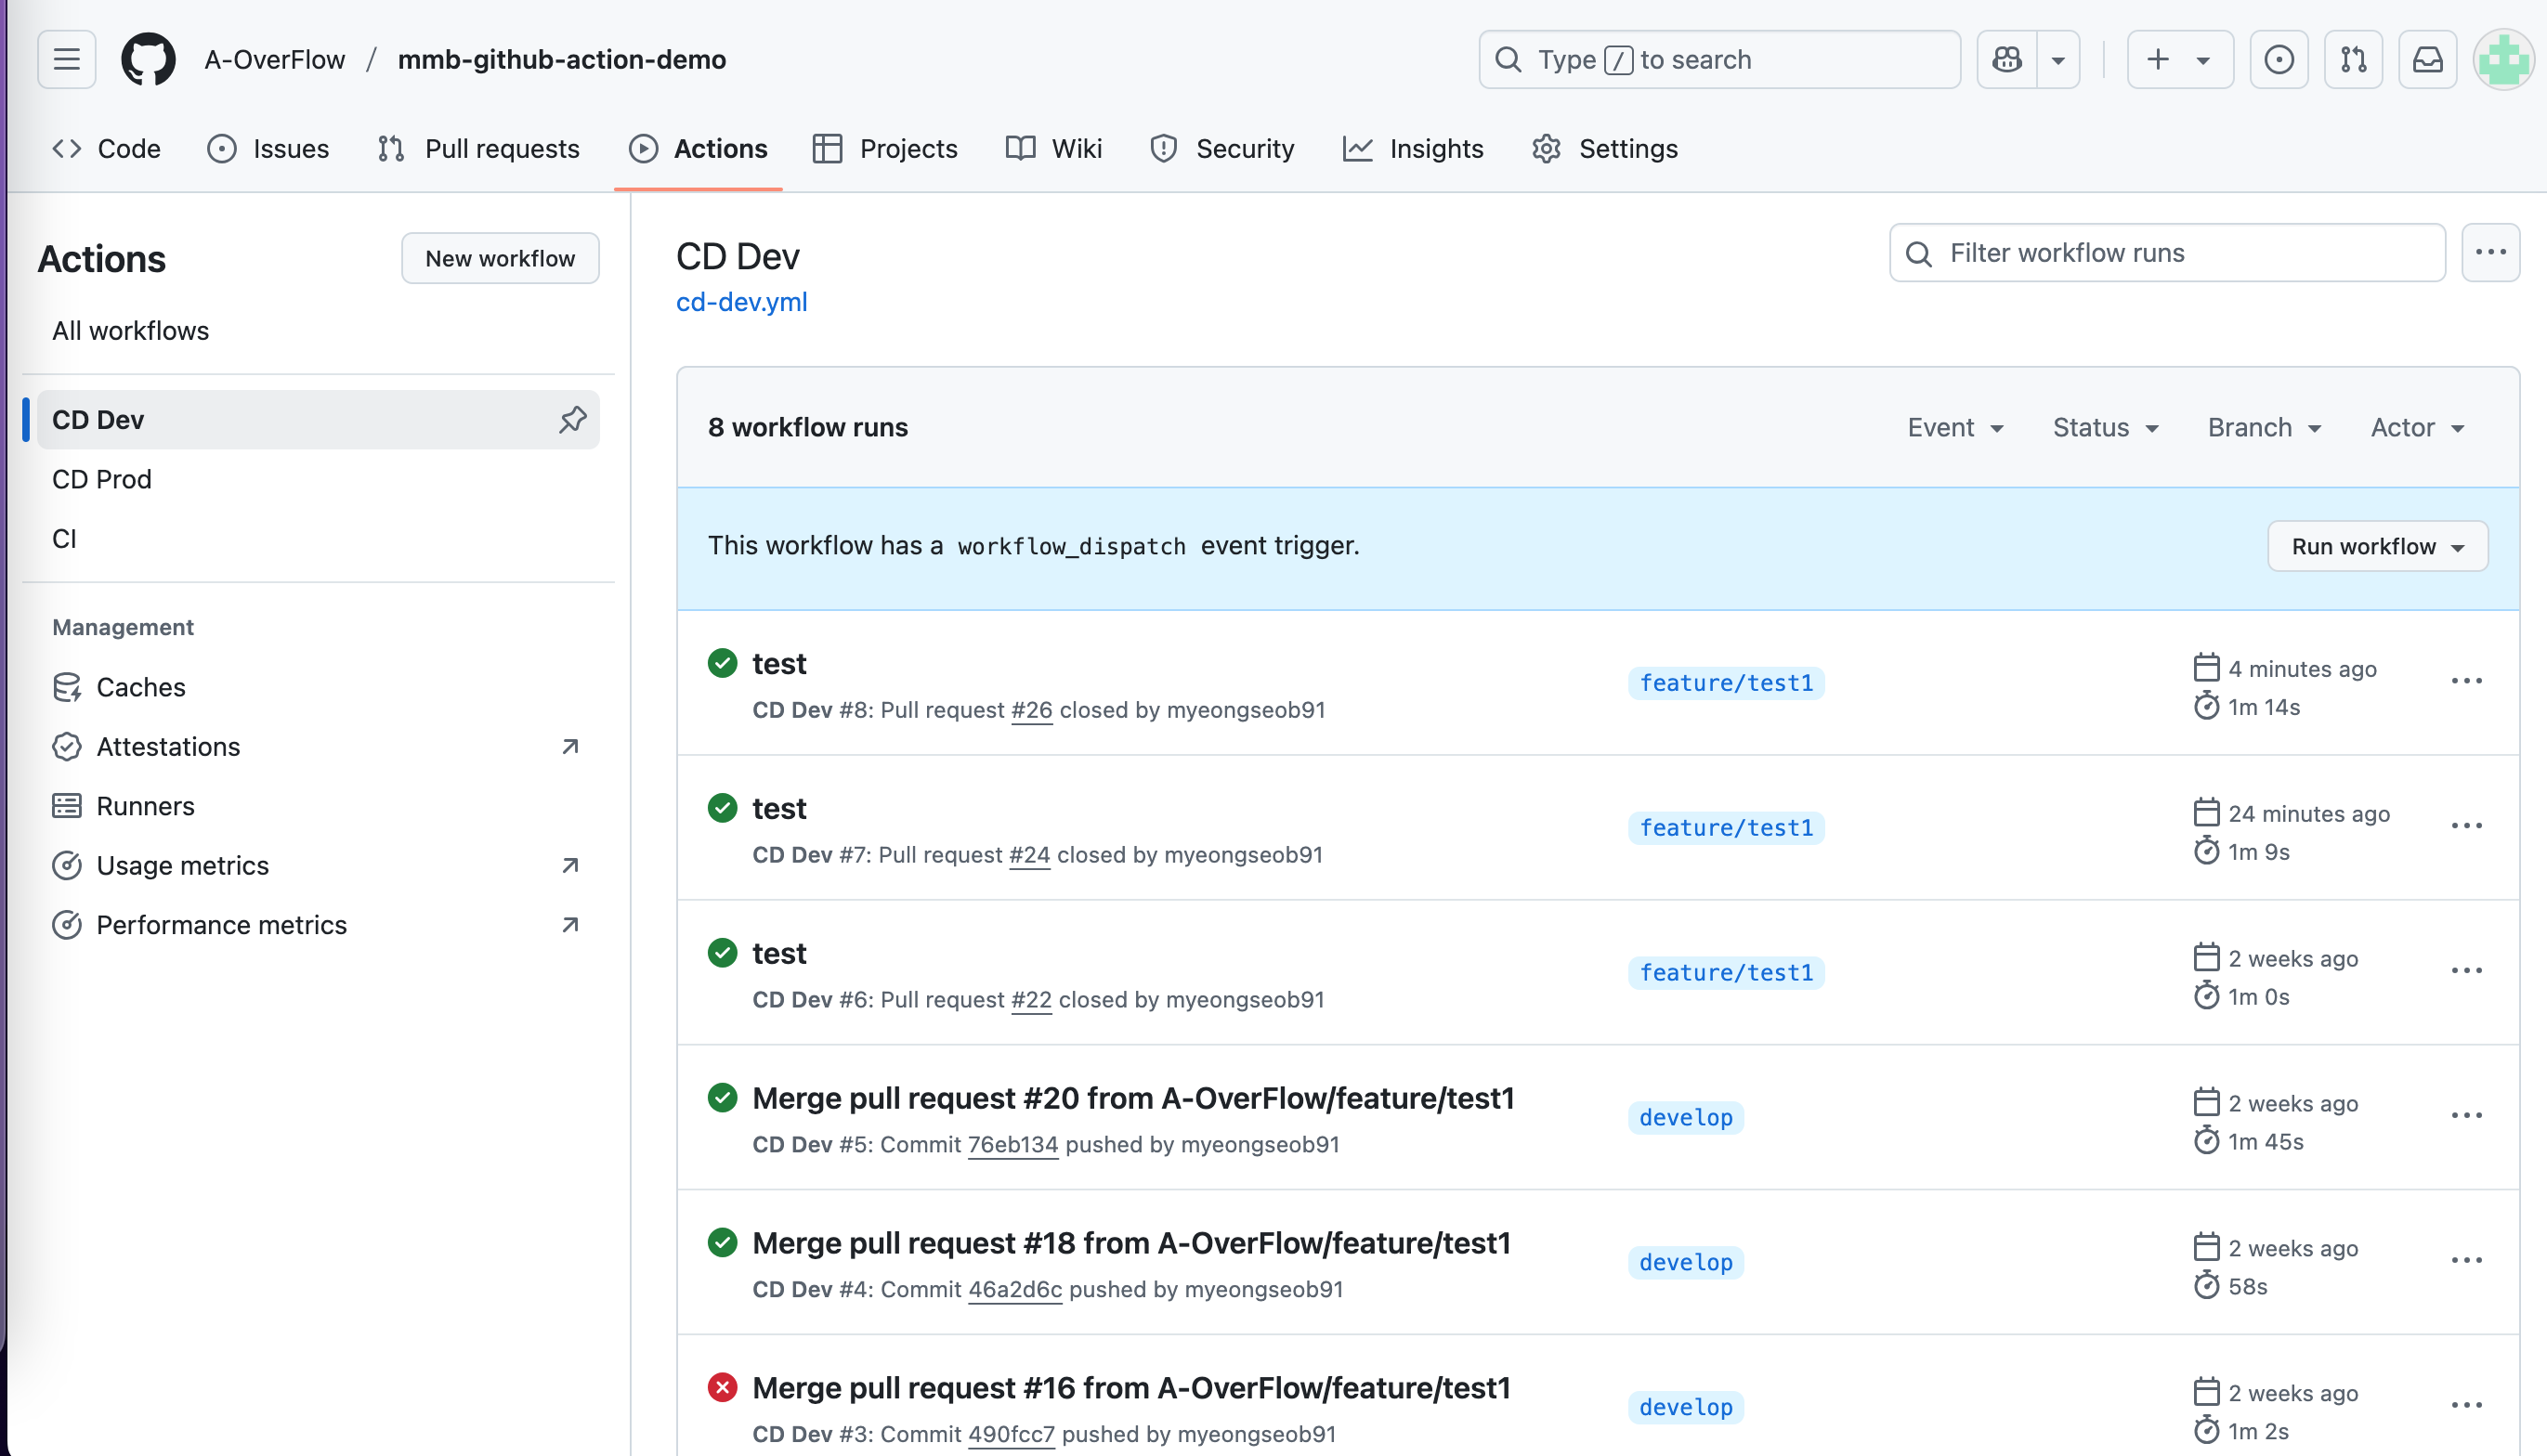 A-OverFlow / mmb-github-action-demo
Type / to search
Code Issues Pull requests Actions Projects Wiki Security Insights Settings
Actions
New workflow
All workflows
CD Dev
CD Prod
CI
Management
Caches
Attestations
Runners
Usage metrics
Performance metrics
CD Dev
cd-dev.yml
Filter workflow runs
8 workflow runs
Event Status Branch Actor
This workflow has a workflow_dispatch event trigger.
Run workflow
test
CD Dev #8: Pull request #26 closed by myeongseob91
feature/test1
4 minutes ago
1m 14s
test
CD Dev #7: Pull request #24 closed by myeongseob91
feature/test1
24 minutes ago
1m 9s
test
CD Dev #6: Pull request #22 closed by myeongseob91
feature/test1
2 weeks ago
1m 0s
Merge pull request #20 from A-OverFlow/feature/test1
CD Dev #5: Commit 76eb134 pushed by myeongseob91
develop
2 weeks ago
1m 45s
Merge pull request #18 from A-OverFlow/feature/test1
CD Dev #4: Commit 46a2d6c pushed by myeongseob91
develop
2 weeks ago
58s
Merge pull request #16 from A-OverFlow/feature/test1
CD Dev #3: Commit 490fcc7 pushed by myeongseob91
develop
2 weeks ago
1m 2s